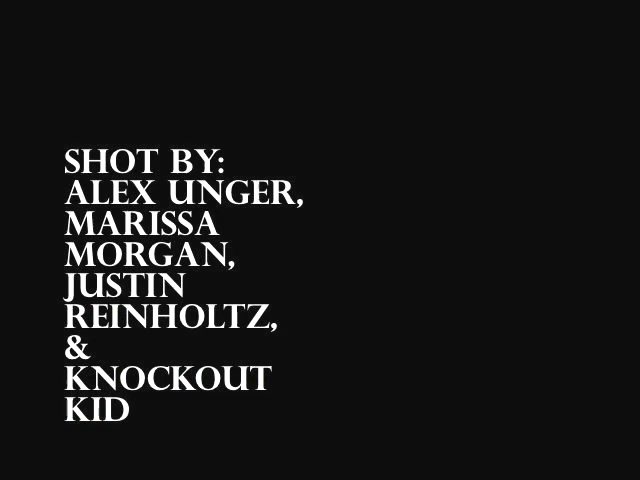 SHOT BY:
ALEX UNGER,
MARISSA
MORGAN,
JUSTIN
REINHOLTZ,
&
KNOCKOUT
KID